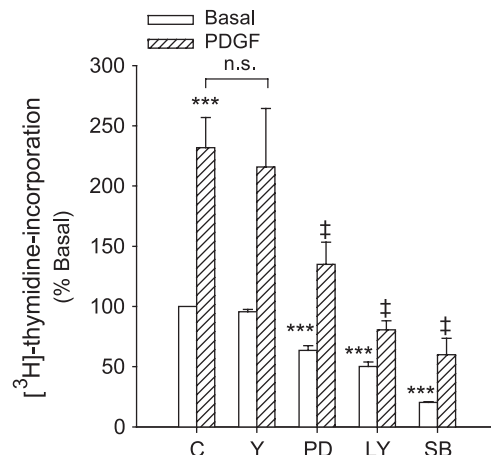 Basal
PDGF
n.s.
300
250
200
150
100
50
0
[³H]-thymidine-incorporation
(% Basal)
***
‡
***
‡
***
‡
***
C Y PD LY SB